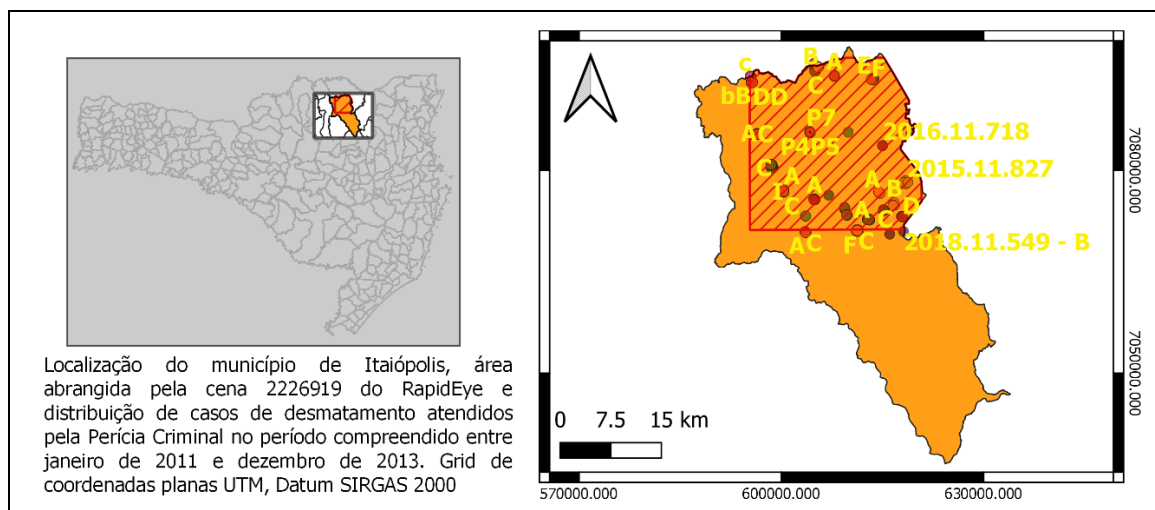 Localização do município de Itaiópolis, área
abrangida pela cena 2226919 do RapidEye e
distribuição de casos de desmatamento atendidos
pela Perícia Criminal no período compreendido entre
janeiro de 2011 e dezembro de 2013. Grid de
coordenadas planas UTM, Datum SIRGAS 2000
c
B
A
EF
C
bB
DD
P7
AC
P4P5
2016.11.718
C
A
2015.11.827
I
A
A
B
C
A
C
D
AC
F
C
2018.11.549 - B
0 7.5 15 km
7080000.000
7050000.000
570000.000
600000.000
630000.000